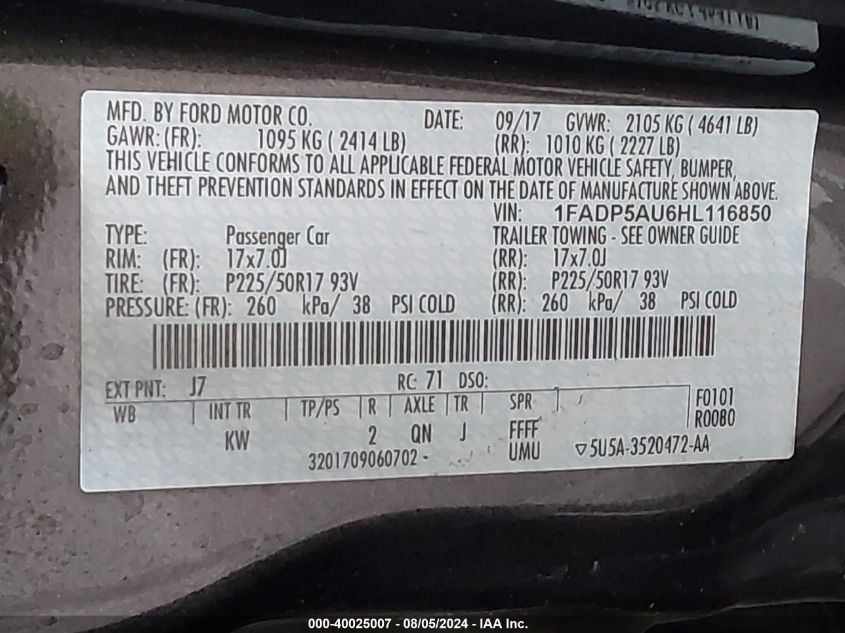 MFD. BY FORD MOTOR CO. DATE: 09/17 GVWR: 2105 KG ( 4641 LB)
GAWR: (FR): 1095 KG ( 2414 LB) (RR): 1010 KG ( 2227 LB)
THIS VEHICLE CONFORMS TO ALL APPLICABLE FEDERAL MOTOR VEHICLE SAFETY, BUMPER,
AND THEFT PREVENTION STANDARDS IN EFFECT ON THE DATE OF MANUFACTURE SHOWN ABOVE.
VIN: 1FADP5AU6HL116850
TYPE: Passenger Car TRAILER TOWING - SEE OWNER GUIDE
RIM: (FR): 17x7.0J (RR): 17x7.0J
TIRE: (FR): P225/50R17 93V (RR): P225/50R17 93V
PRESSURE: (FR): 260 kPa/ 38 PSI COLD (RR): 260 kPa/ 38 PSI COLD
EXT PNT: J7 RC: 71 DSO:
WB INT TR TP/PS R AXLE TR SPR F0101
R0080
KW 2 QN J FFFF
UMU
3201709060702 - ▽5U5A-3520472-AA
000-40025007 - 08/05/2024 - IAA Inc.